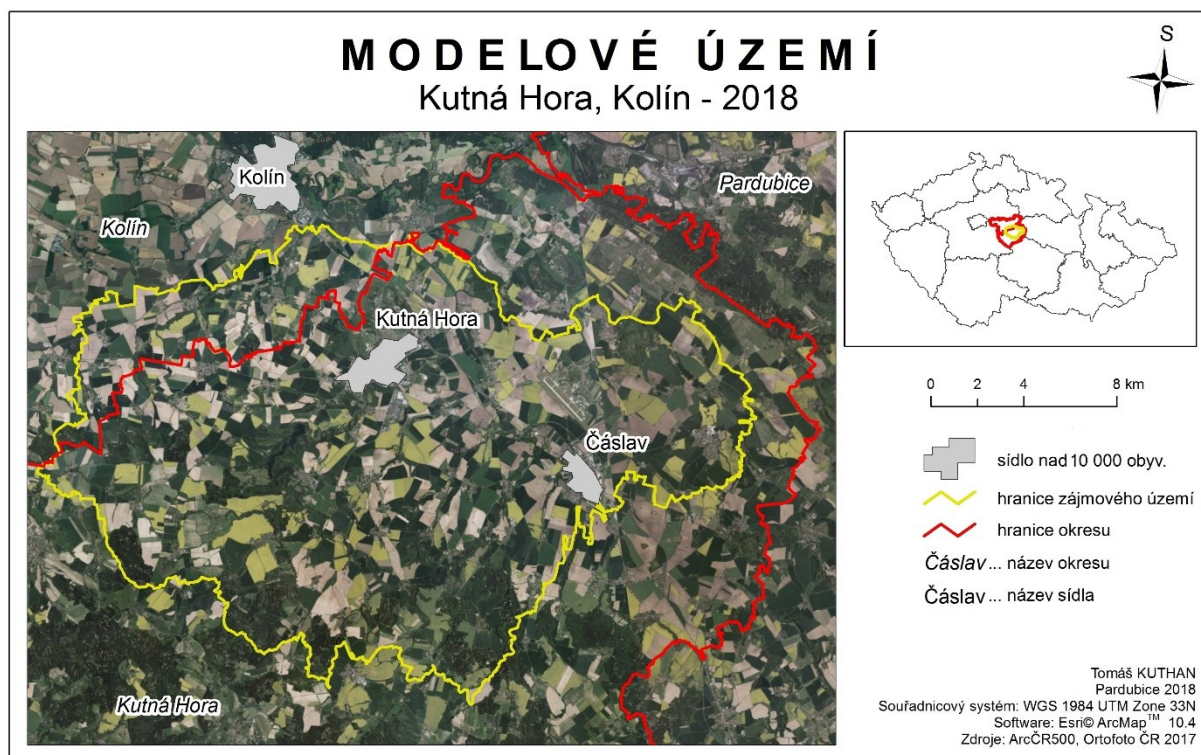 MODELOVÉ ÚZEMÍ
Kutná Hora, Kolín - 2018
S
Kolín
Pardubice
Kolín
Kutná Hora
Čáslav
Kutná Hora
0 2 4 8 km
sídlo nad 10 000 obyv.
hranice zájmového území
hranice okresu
Čáslav ... název okresu
Čáslav ... název sídla
Tomáš KUTHAN
Pardubice 2018
Souřadnicový systém: WGS 1984 UTM Zone 33N
Software: Esri© ArcMap™ 10.4
Zdroje: ArcČR500, Ortofoto ČR 2017